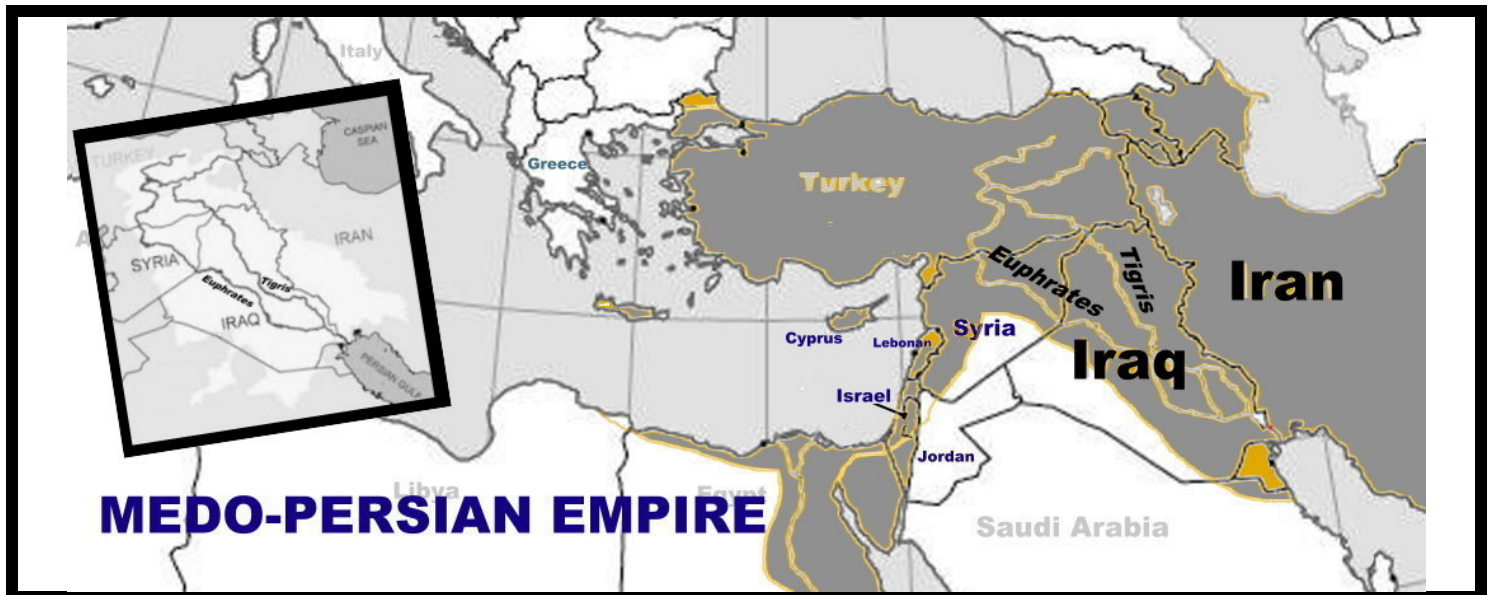 Italy
CASPIAN
SEA
TURKEY
Greece
Turkey
IRAN
SYRIA
Euphrates
Tigris
IRAQ
PERSIAN GULF
Euphrates
Tigris
Iran
Cyprus
Lebonan
Syria
Iraq
Israel
Jordan
Libya
Egypt
MEDO-PERSIAN EMPIRE
Saudi Arabia